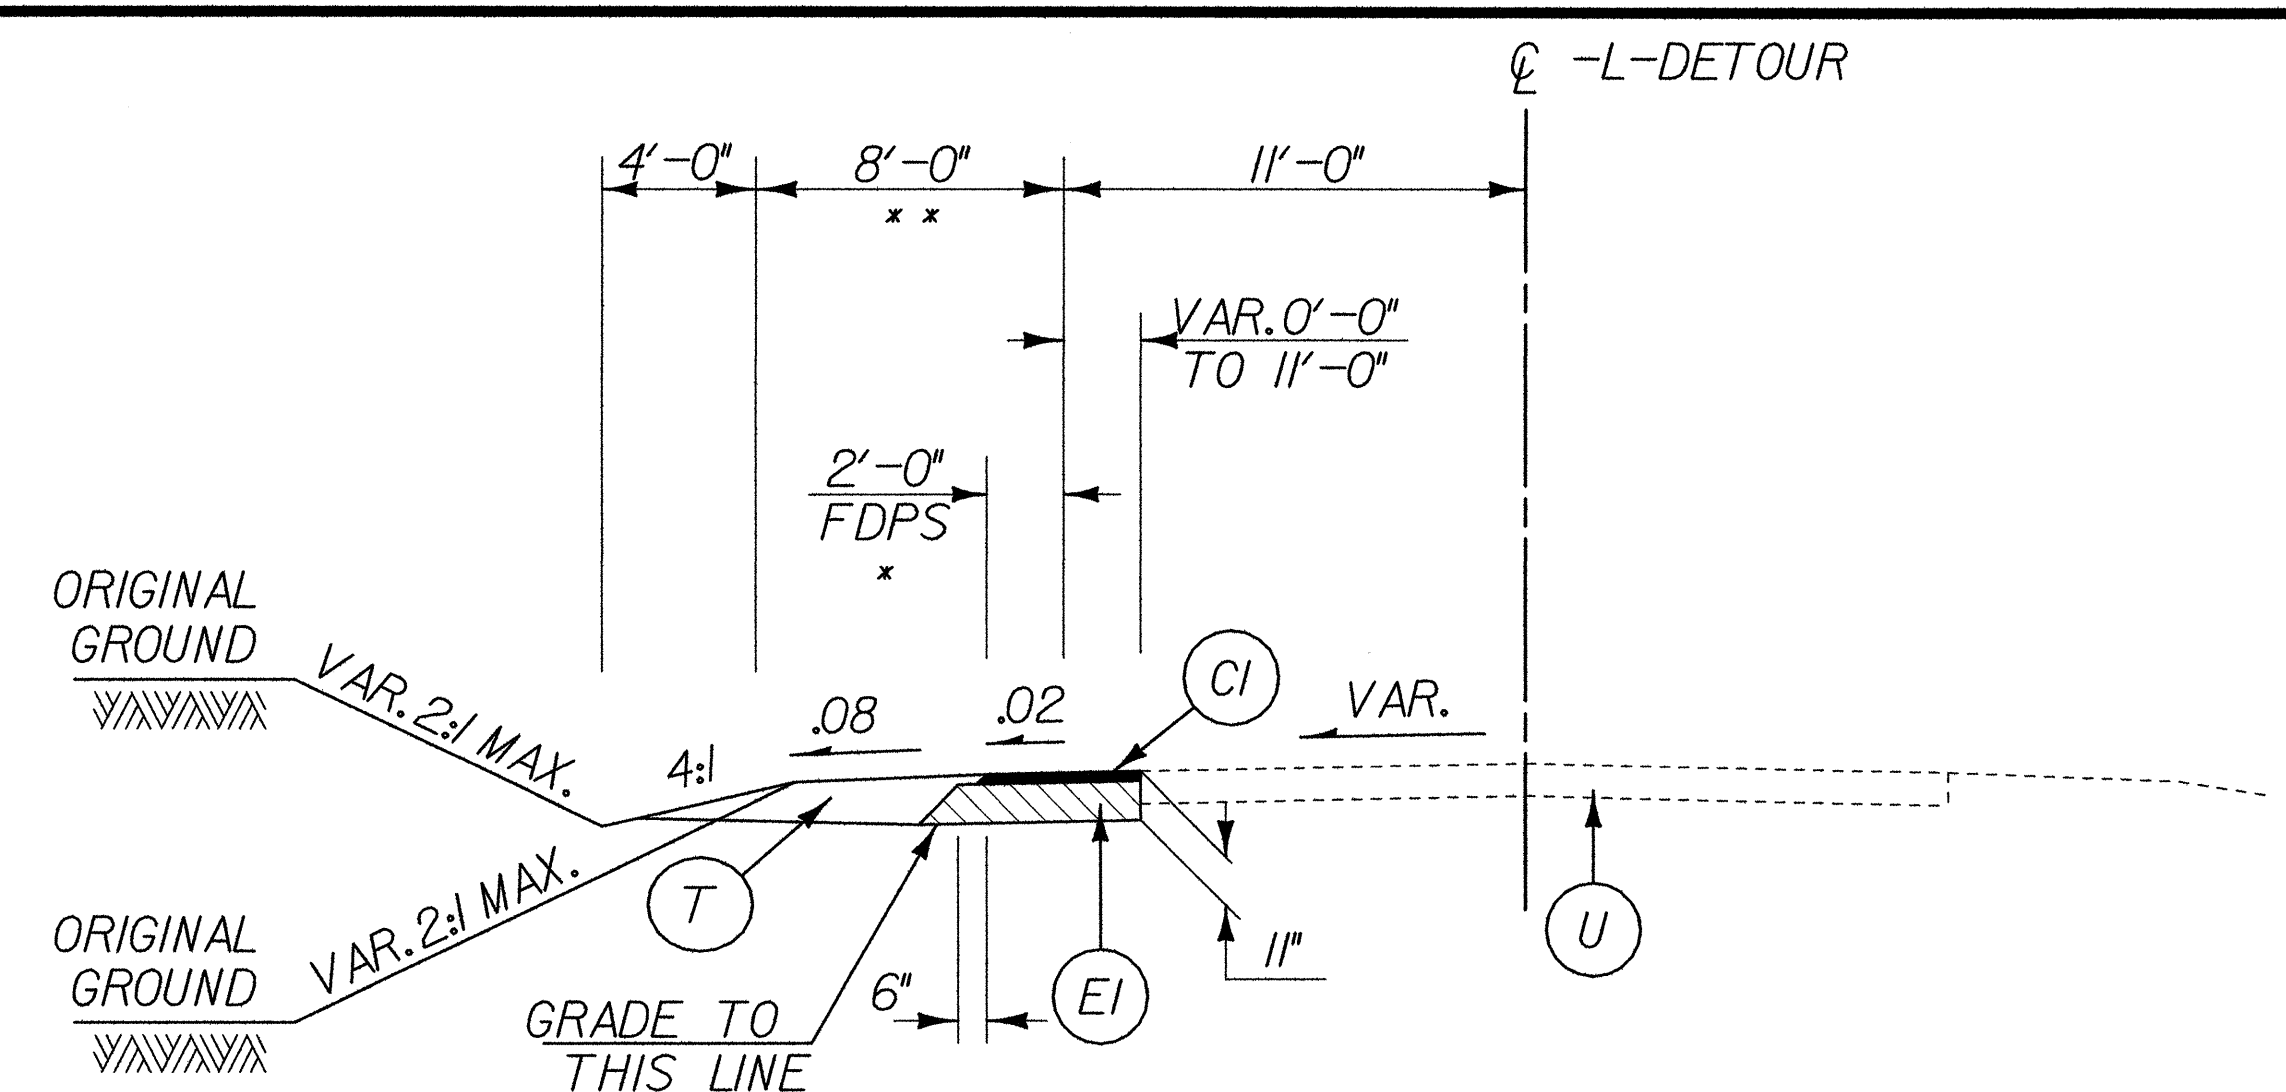 ℄ -L-DETOUR
4'-0" 8'-0" 11'-0"
* *
VAR. 0'-0"
TO 11'-0"
2'-0"
FDPS
*
ORIGINAL
GROUND
VAR. 2:1 MAX.
4:1
.08
.02
C1
VAR.
T
ORIGINAL
GROUND
VAR. 2:1 MAX.
GRADE TO
THIS LINE
6"
E1
11"
U